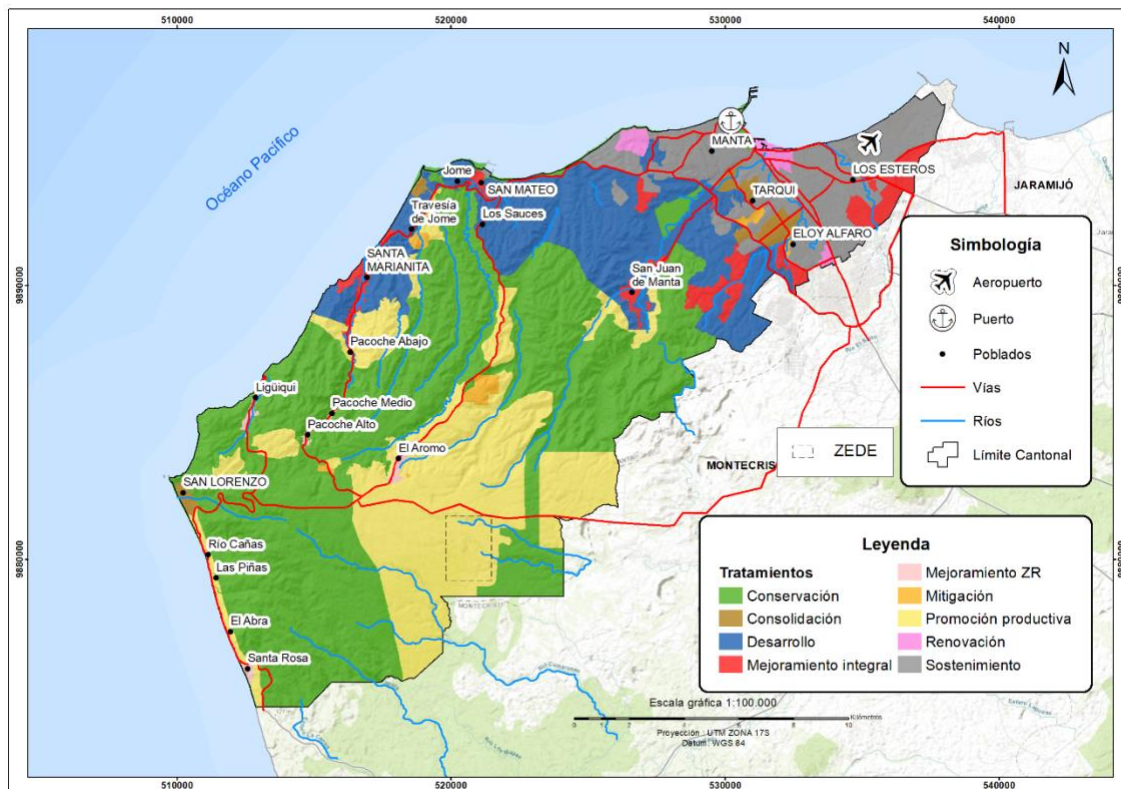 510000
520000
530000
540000
Océano Pacífico
N
MANTA
LOS ESTEROS
JARAMIJÓ
TARQUI
ELOY ALFARO
Jome
SAN MATEO
Travesía
de Jome
Los Sauces
SANTA
MARIANITA
San Juan
de Manta
9890000
Pacoche Abajo
Ligüiqui
Pacoche Medio
Pacoche Alto
El Aromo
MONTECRIS
SAN LORENZO
Río Cañas
Las Piñas
El Abra
Santa Rosa
9880000
MONTECRISTI
Simbología
Aeropuerto
Puerto
Poblados
Vías
Ríos
Límite Cantonal
ZEDE
Leyenda
Tratamientos
Conservación
Consolidación
Desarrollo
Mejoramiento integral
Mejoramiento ZR
Mitigación
Promoción productiva
Renovación
Sostenimiento
Escala gráfica 1:100.000
Kilómetros
Proyección : UTM ZONA 17S
Datum : WGS 84
510000
520000
530000
540000